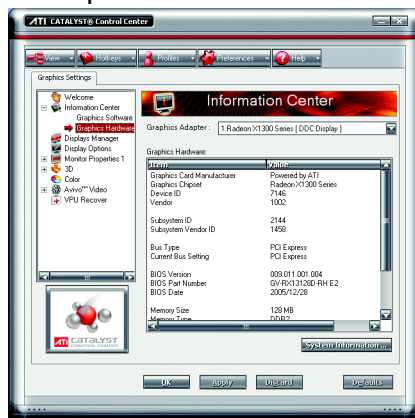 ATI CATALYST® Control Center
View
Hotkeys
Profiles
Preferences
Help
Graphics Settings
Welcome
Information Center
Graphics Software
Graphics Hardware
Displays Manager
Display Options
Monitor Properties 1
3D
Color
Avivo™ Video
VPU Recover
ATI CATALYST
CONTROL CENTER
Information Center
Graphics Adapter : 1.Radeon X1300 Series [ DDC Display ]
Graphics Hardware:
Item Value
Graphics Card Manufacturer Powered by ATI
Graphics Chipset Radeon X1300 Series
Device ID 7146
Vendor 1002
Subsystem ID 2144
Subsystem Vendor ID 1458
Bus Type PCI Express
Current Bus Setting PCI Express
BIOS Version 009.011.001.004
BIOS Part Number GV-RX13128D-RH E2
BIOS Date 2005/12/28
Memory Size 128 MB
Memory Type DDR2
System Information ...
OK Apply Discard Defaults